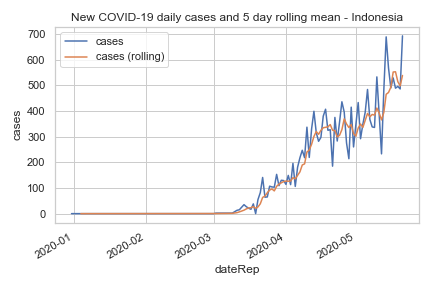 New COVID-19 daily cases and 5 day rolling mean - Indonesia
cases
cases (rolling)
700
600
500
400
300
200
100
0
cases
2020-01
2020-02
2020-03
2020-04
2020-05
dateRep